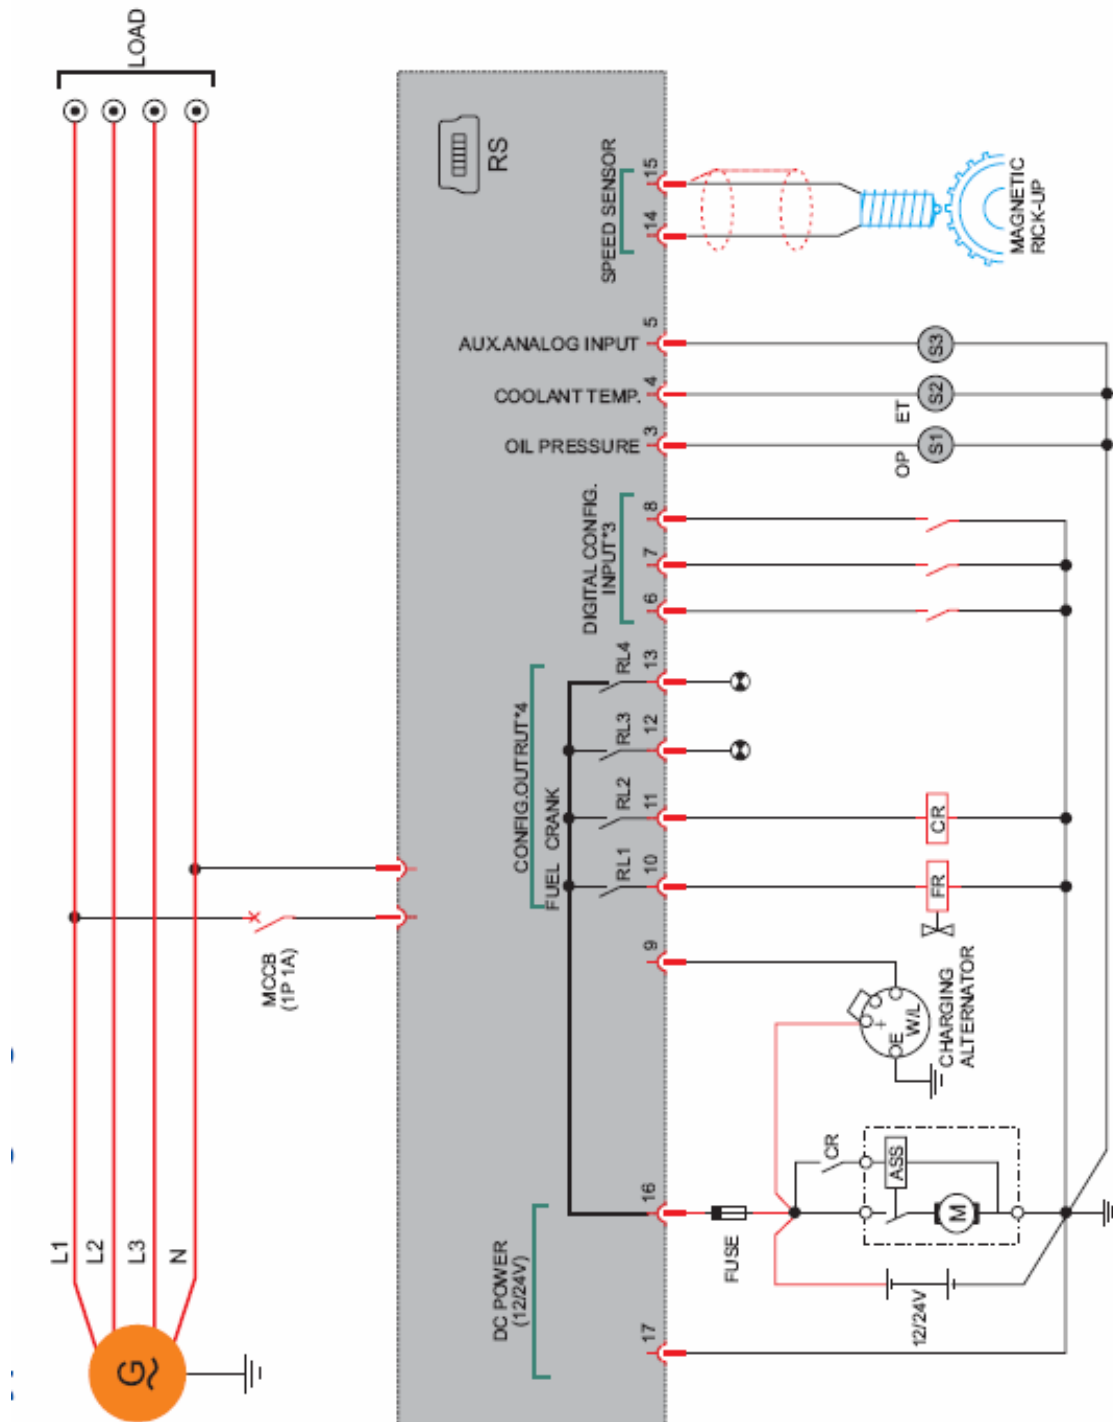 LOAD
L1
L2
L3
N
G
MCCB
(1P 1A)
RS
DC POWER
(12/24V)
FUEL
CRANK
CONFIG.OUTRUT*4
DIGITAL CONFIG.
INPUT*3
OIL PRESSURE
COOLANT TEMP.
AUX.ANALOG INPUT
SPEED SENSOR
RL1
RL2
RL3
RL4
17
16
9
10
11
12
13
6
7
8
3
4
5
14
15
FUSE
12/24V
CR
ASS
M
E
+
W/L
CHARGING
ALTERNATOR
FR
CR
OP
S1
ET
S2
S3
MAGNETIC
RICK-UP